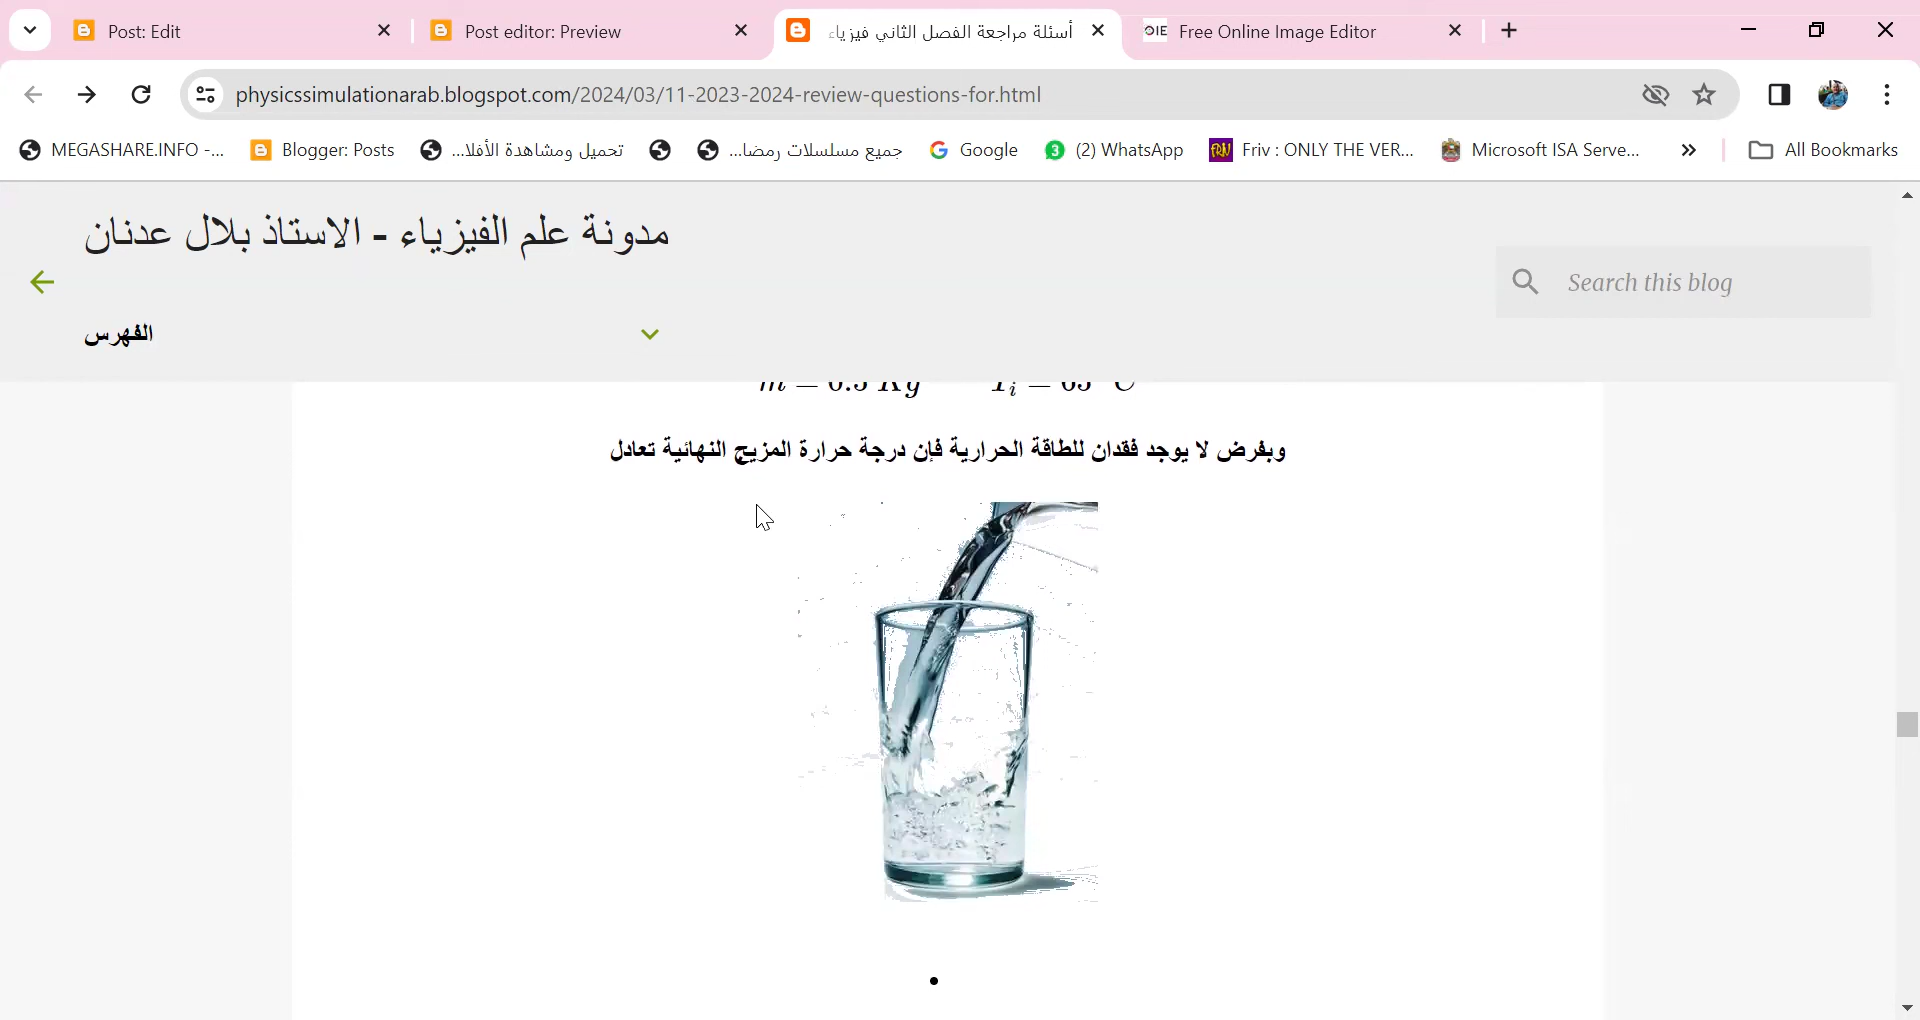 Post: Edit
Post editor: Preview
أسئلة مراجعة الفصل الثاني فيزياء
OIE Free Online Image Editor
physicssimulationarab.blogspot.com/2024/03/11-2023-2024-review-questions-for.html
MEGASHARE.INFO -...
Blogger: Posts
تحميل ومشاهدة الأفلا...
جميع مسلسلات رمضا...
Google
(2) WhatsApp
Friv : ONLY THE VER...
Microsoft ISA Serve...
All Bookmarks
مدونة علم الفيزياء - الاستاذ بلال عدنان
Search this blog
الفهرس
وبفرض لا يوجد فقدان للطاقة الحرارية فإن درجة حرارة المزيج النهائية تعادل